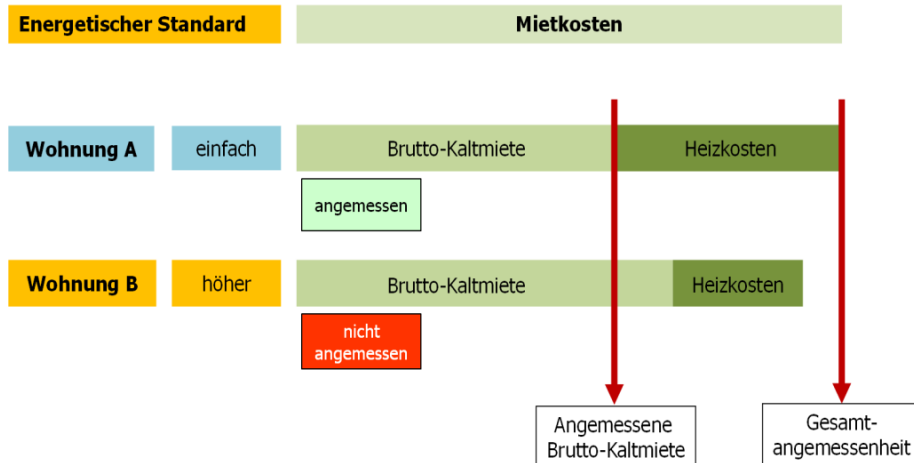 Energetischer Standard
Mietkosten
Wohnung A
einfach
Brutto-Kaltmiete
Heizkosten
angemessen
Wohnung B
höher
Brutto-Kaltmiete
Heizkosten
nicht
angemessen
Angemessene
Brutto-Kaltmiete
Gesamt-
angemessenheit